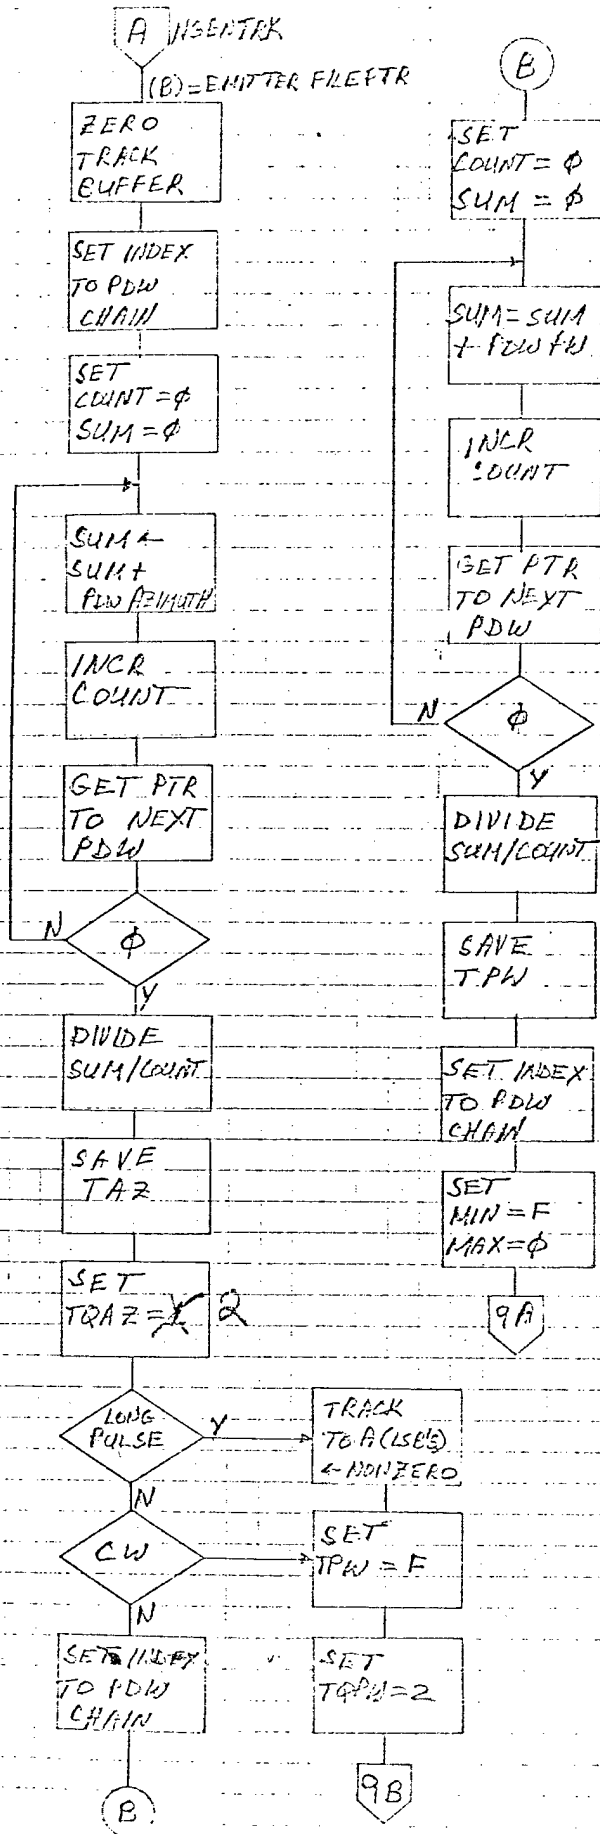 A NGENTRK
(B)=EMITTER FILEPTR
ZERO
TRACK
BUFFER
SET INDEX
TO PDW
CHAIN
SET
COUNT=φ
SUM=φ
SUM←
SUM+
PDW AZIMUTH
INCR
COUNT
GET PTR
TO NEXT
PDW
N
φ
Y
DIVIDE
SUM/COUNT
SAVE
TAZ
SET
TQAZ= 2
LONG
PULSE
Y
N
TRACK
TOA(LSB'S)
←NONZERO
CW
N
SET
TPW=F
SET INDEX
TO PDW
CHAIN
SET
TQPW=2
B
9B
B
SET
COUNT=φ
SUM=φ
SUM=SUM
+PDW PW
INCR
COUNT
GET PTR
TO NEXT
PDW
N
φ
Y
DIVIDE
SUM/COUNT
SAVE
TPW
SET INDEX
TO PDW
CHAIN
SET
MIN=F
MAX=φ
9A